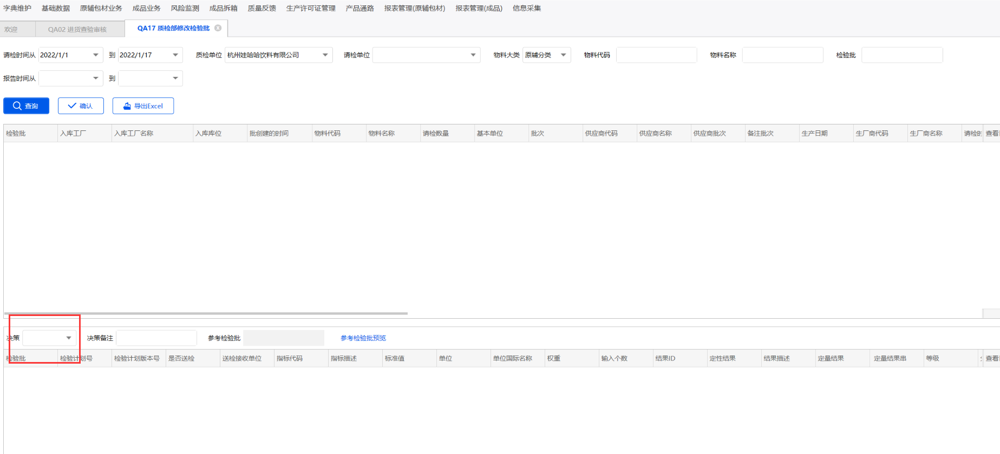 字典维护 基础数据 原辅包材业务 成品业务 风险监测 成品拆箱 质量反馈 生产许可证管理 产品通路 报表管理(原辅包材) 报表管理(成品) 信息采集
欢迎 QA02 进货查验审核 QA17 质检部修改检验批
请检时间从 2022/1/1 到 2022/1/17 质检单位 杭州娃哈哈饮料有限公司 请检单位 物料大类 原辅分类 物料代码 物料名称 检验批
报告时间从 到
查询 确认 导出Excel
检验批 入库工厂 入库工厂名称 入库库位 批创建的时间 物料代码 物料名称 请检数量 基本单位 批次 供应商代码 供应商名称 供应商批次 备注批次 生产日期 生厂商代码 生厂商名称 请检 查看
决策 决策备注 参考检验批 参考检验批预览
检验批 检验计划号 检验计划版本号 是否送检 送检接收单位 指标代码 指标描述 标准值 单位 单位国际名称 权重 输入个数 结果ID 定性结果 结果描述 定量结果 定量结果串 等级 查看